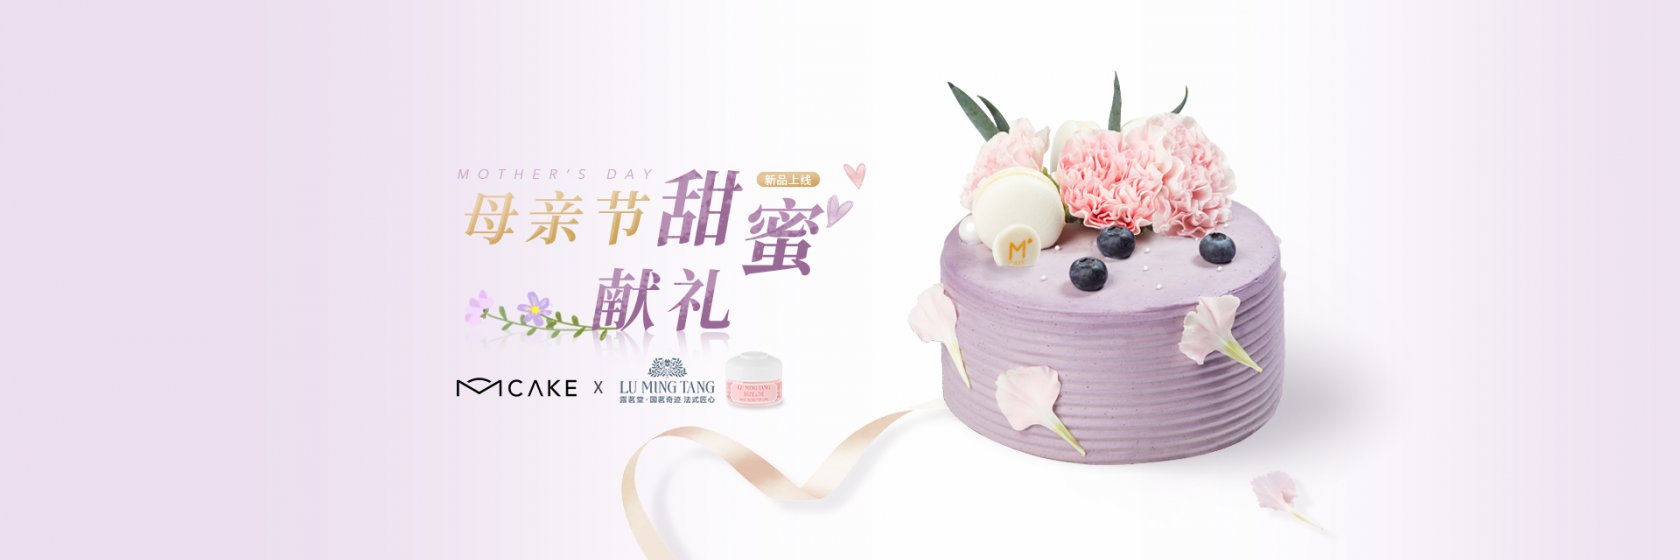 MOTHER'S DAY
母亲节甜蜜
新品上线
献礼
MCAKE X LU MING TANG
露茗堂·国茗奇迹 法式匠心
LU MING TANG
M